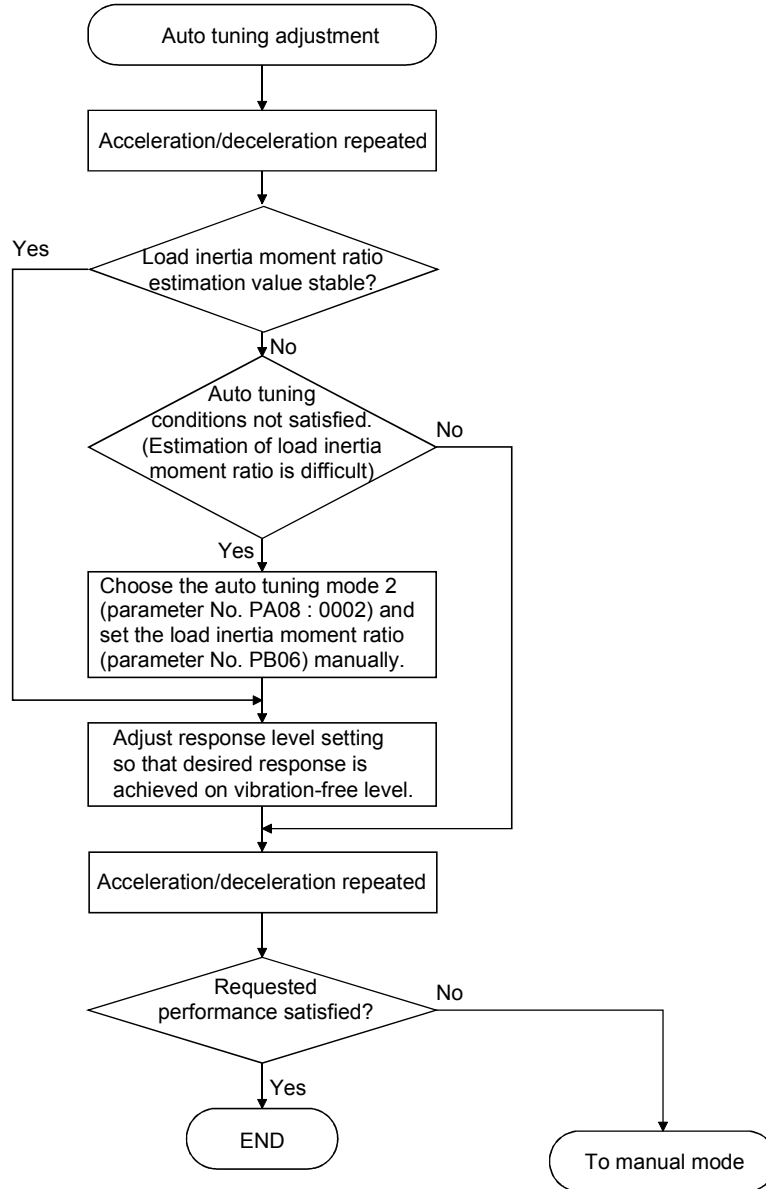 Auto tuning adjustment
Acceleration/deceleration repeated
Yes
Load inertia moment ratio
estimation value stable?
No
Auto tuning
conditions not satisfied.
(Estimation of load inertia
moment ratio is difficult)
No
Yes
Choose the auto tuning mode 2
(parameter No. PA08 : 0002) and
set the load inertia moment ratio
(parameter No. PB06) manually.
Adjust response level setting
so that desired response is
achieved on vibration-free level.
Acceleration/deceleration repeated
Requested
performance satisfied?
No
Yes
END
To manual mode